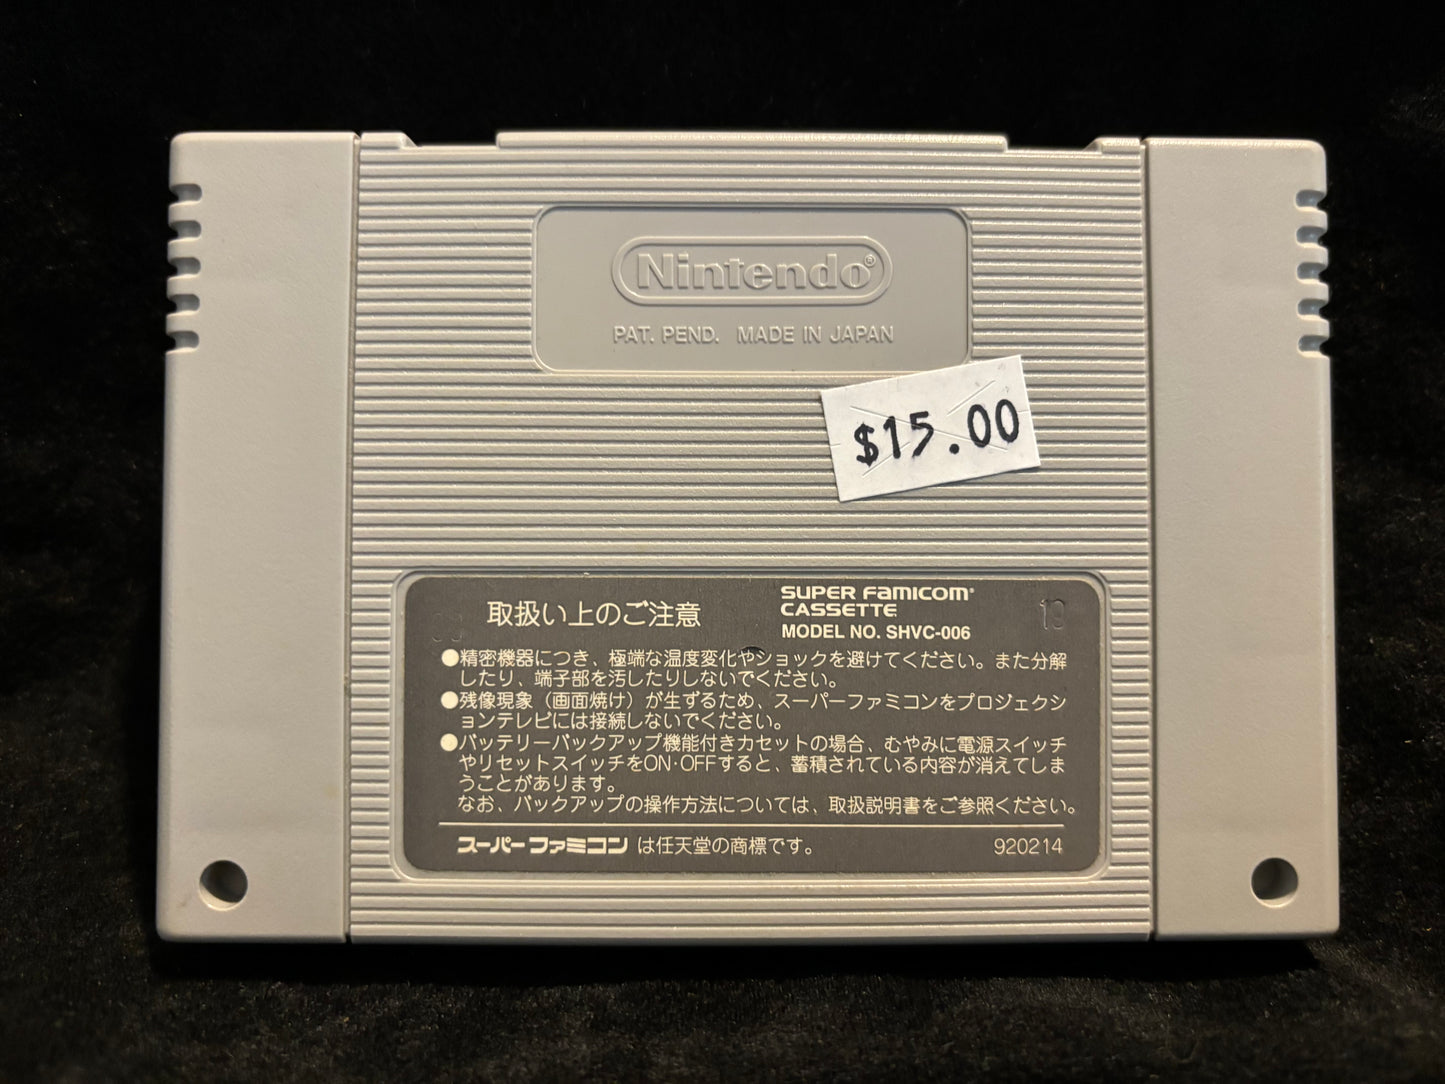 Nintendo®
PAT. PEND. MADE IN JAPAN
$15.00
取扱い上のご注意
SUPER FAMICOM®
CASSETTE
MODEL NO. SHVC-006
13
●精密機器につき、極端な温度変化やショックを避けてください。また分解
したり、端子部を汚したりしないでください。
●残像現象（画面焼け）が生ずるため、スーパーファミコンをプロジェクシ
ョンテレビには接続しないでください。
●バッテリーバックアップ機能付きカセットの場合、むやみに電源スイッチ
やリセットスイッチをON・OFFすると、蓄積されている内容が消えてしま
うことがあります。
なお、バックアップの操作方法については、取扱説明書をご参照ください。
スーパーファミコン は任天堂の商標です。
920214